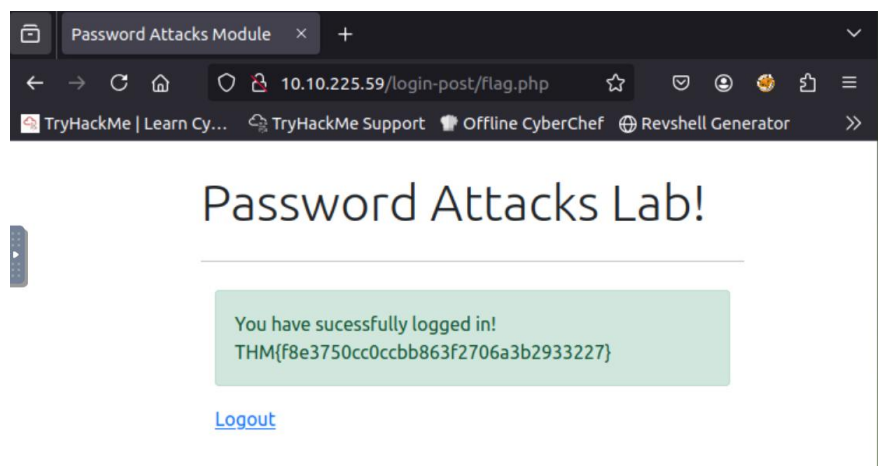 Password Attacks Module
10.10.225.59/login-post/flag.php
TryHackMe | Learn Cy...
TryHackMe Support
Offline CyberChef
Revshell Generator
Password Attacks Lab!
You have sucessfully logged in!
THM{f8e3750cc0ccbb863f2706a3b2933227}
Logout